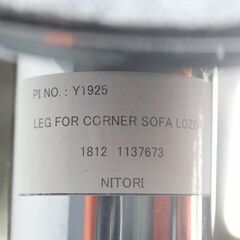 PI NO. : Y1925
LEG FOR CORNER SOFA
1812 1137673
NITORI